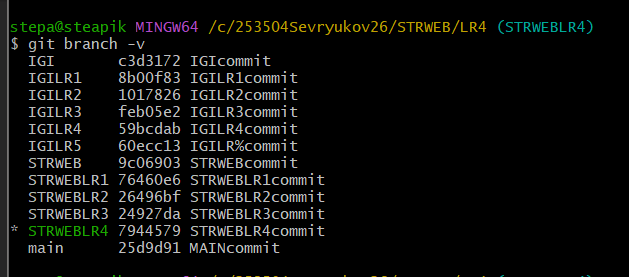 stepa@steapik MINGW64 /c/253504Sevryukov26/STRWEB/LR4 (STRWEBLR4)
$ git branch -v
  IGI       c3d3172 IGIcommit
  IGILR1    8b00f83 IGILR1commit
  IGILR2    1017826 IGILR2commit
  IGILR3    feb05e2 IGILR3commit
  IGILR4    59bcdab IGILR4commit
  IGILR5    60ecc13 IGILR%commit
  STRWEB    9c06903 STRWEBcommit
  STRWEBLR1 76460e6 STRWEBLR1commit
  STRWEBLR2 26496bf STRWEBLR2commit
  STRWEBLR3 24927da STRWEBLR3commit
* STRWEBLR4 7944579 STRWEBLR4commit
  main      25d9d91 MAINcommit